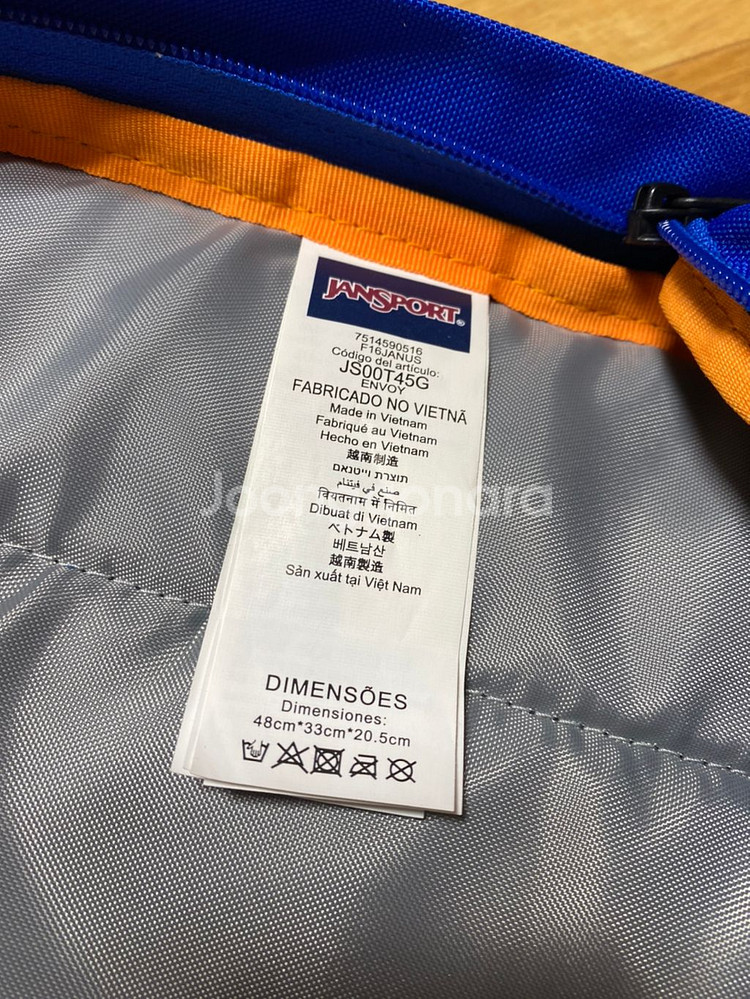 JANSPORT®
7514590516
F16JANUS
Código del artículo:
JS00T45G
ENVOY
FABRICADO NO VIETNÃ
Made in Vietnam
Fabriqué au Vietnam
Hecho en Vietnam
越南制造
תוצרת וייטנאם
صنع في فيتنام
वियतनाम में निर्मित
Dibuat di Vietnam
ベトナム製
베트남산
越南製造
Sản xuất tại Việt Nam
DIMENSÕES
Dimensiones:
48cm*33cm*20.5cm